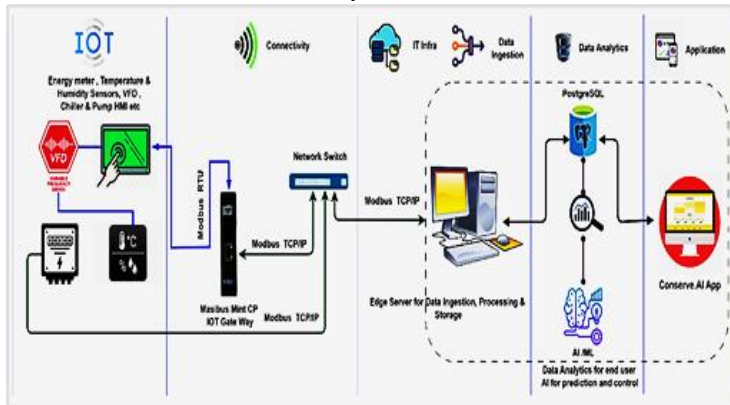 IOT
Energy meter , Temperature &
Humidity Sensors, VFD ,
Chiller & Pump HMI etc
VFD
VARIABLE
FREQUENCY
DRIVES
°C
Connectivity
Modbus RTU
Network Switch
Modbus TCP/IP
Masibus Mint CP
IOT Gate Way
Modbus TCP/IP
IT Infra
Data
Ingestion
Modbus TCP/IP
Edge Server for Data Ingestion, Processing &
Storage
Data Analytics
PostgreSQL
AI /ML
Data Analytics for end user
AI for prediction and control
Application
Conserve.AI App